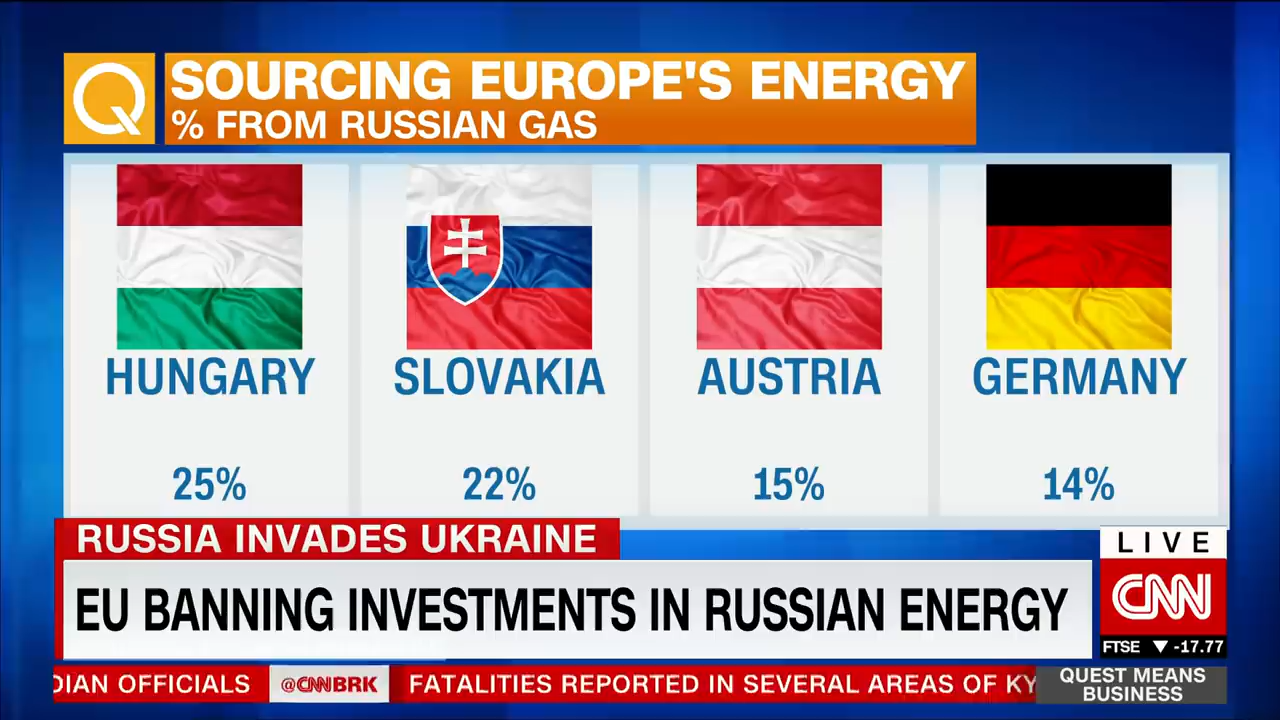 Q
SOURCING EUROPE'S ENERGY
% FROM RUSSIAN GAS
HUNGARY
SLOVAKIA
AUSTRIA
GERMANY
25%
22%
15%
14%
RUSSIA INVADES UKRAINE
EU BANNING INVESTMENTS IN RUSSIAN ENERGY
LIVE
CNN
FTSE ▼ -17.77
OFFICIALS @CNNBRK FATALITIES REPORTED IN SEVERAL AREAS OF
QUEST MEANS
BUSINESS